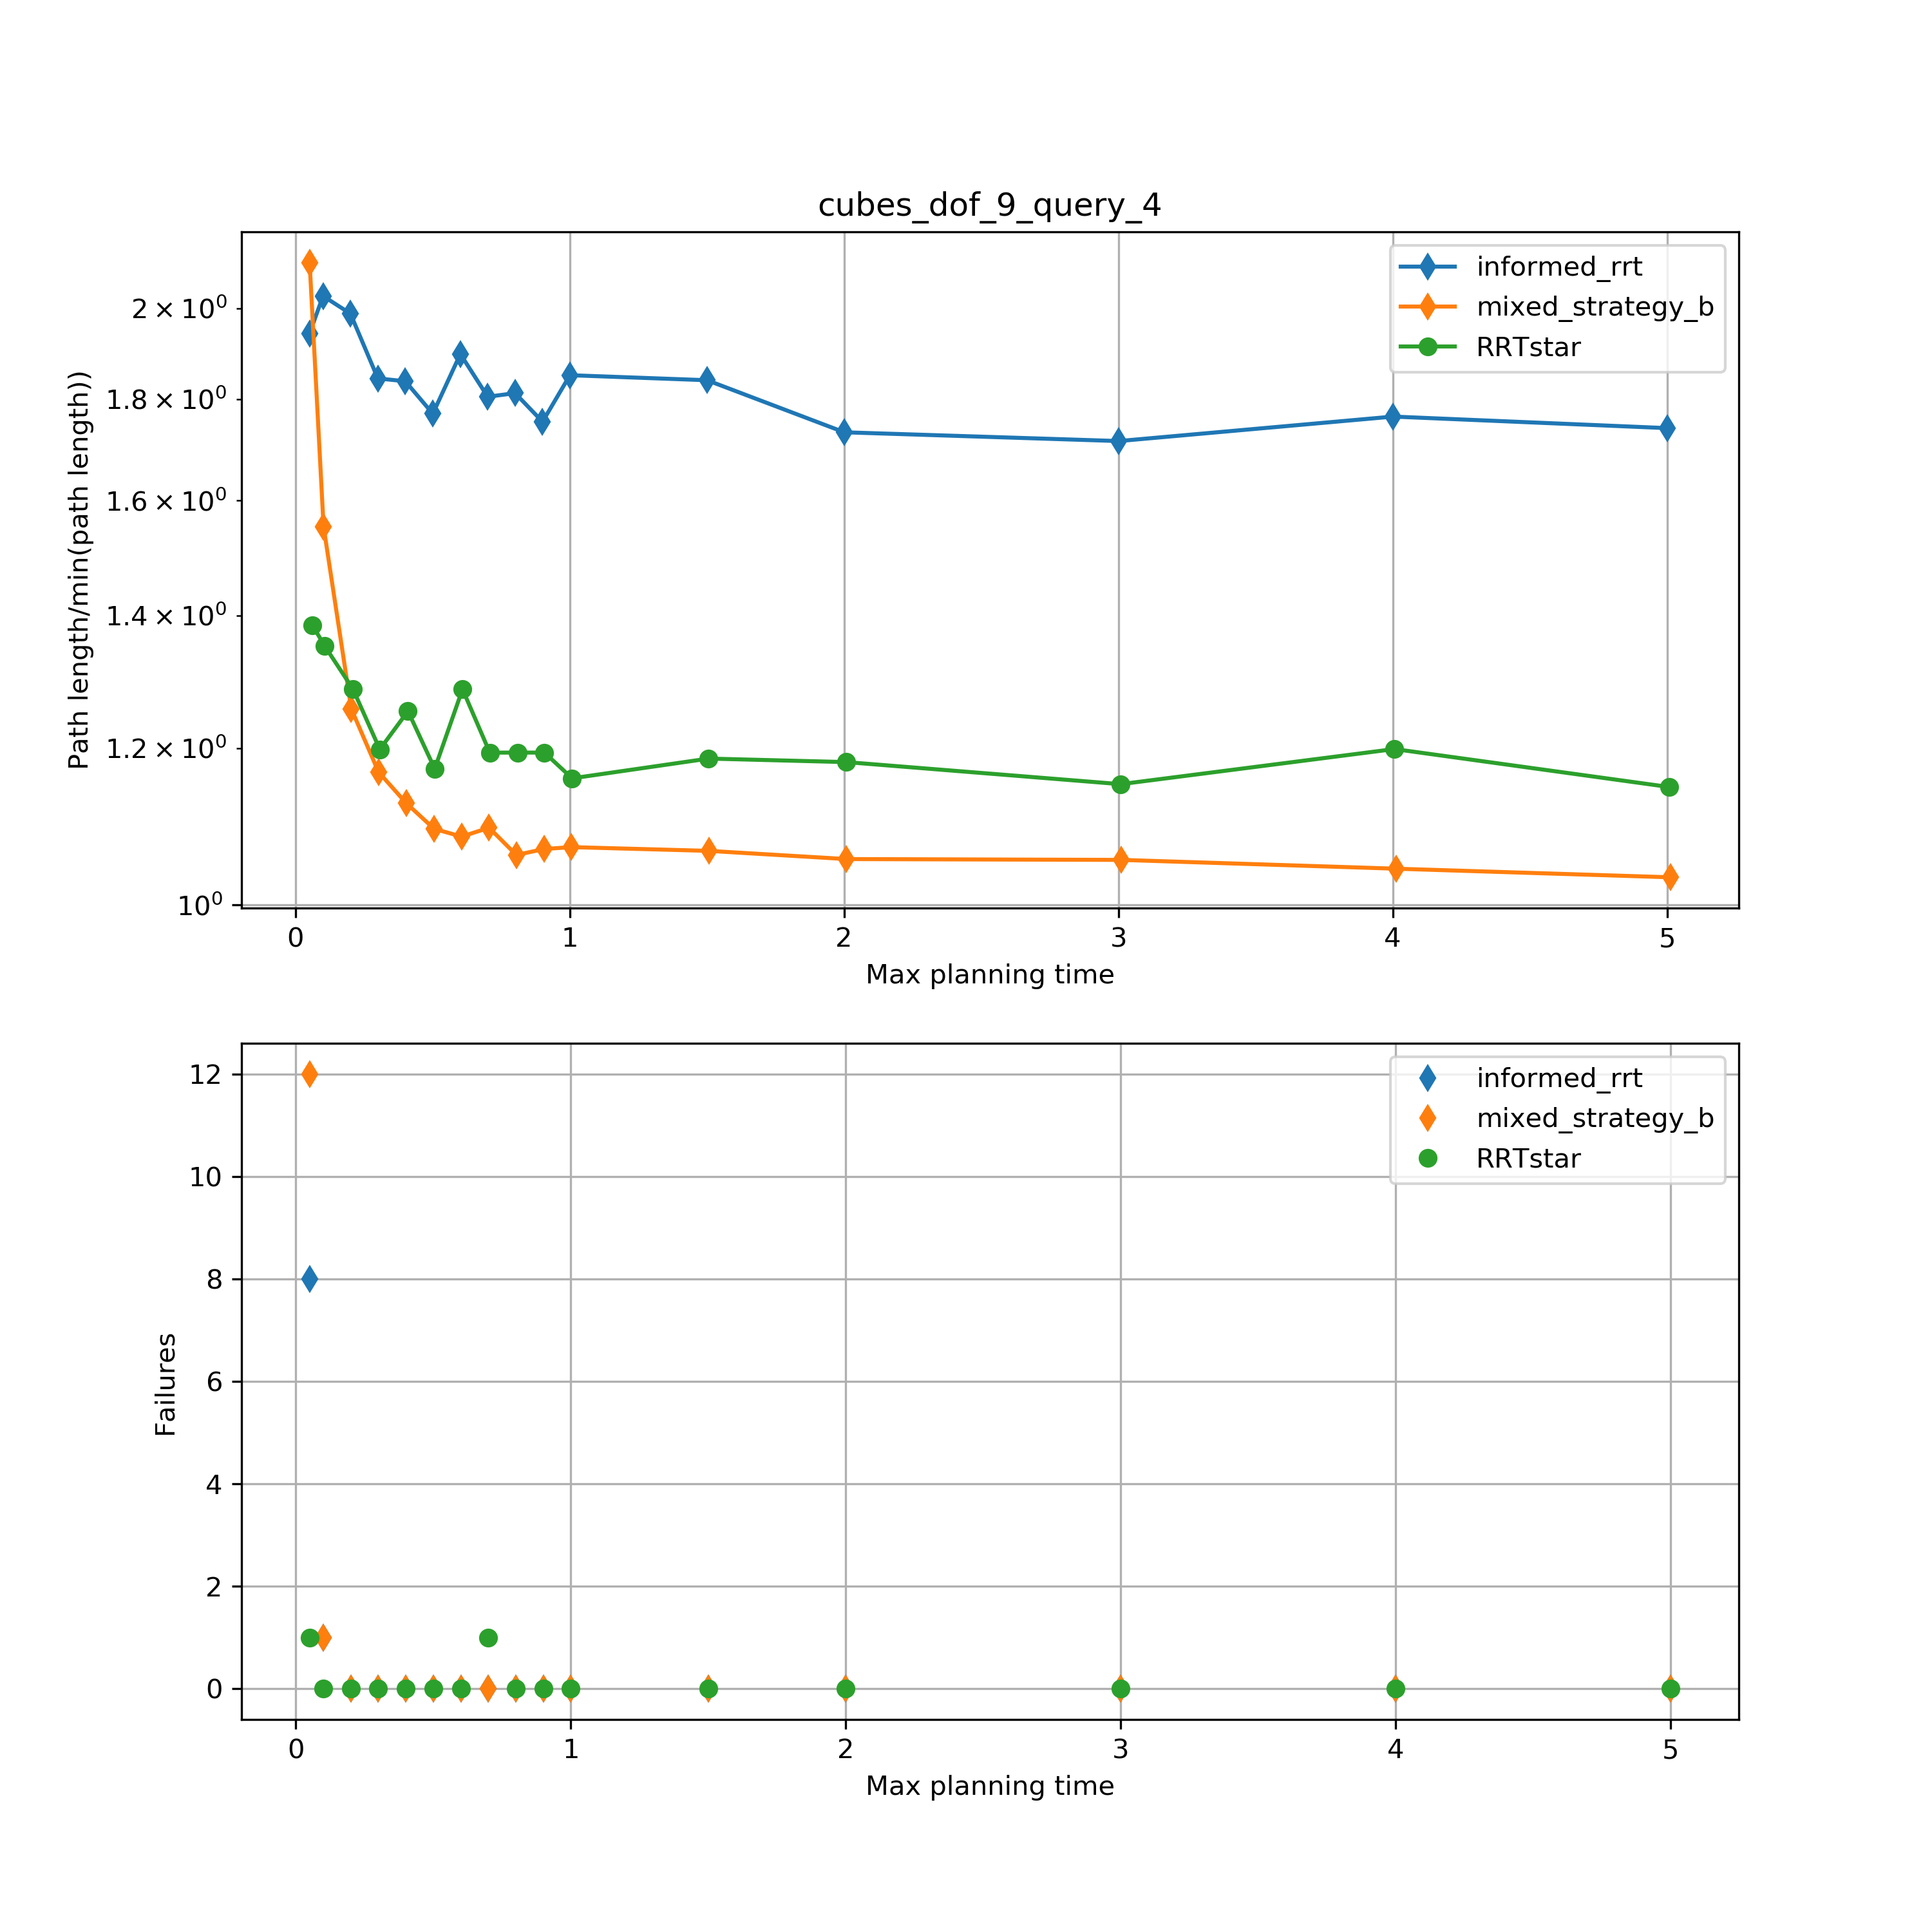 cubes_dof_9_query_4
Path length/min(path length))
2 × 10⁰
1.8 × 10⁰
1.6 × 10⁰
1.4 × 10⁰
1.2 × 10⁰
10⁰
informed_rrt
mixed_strategy_b
RRTstar
0 1 2 3 4 5
Max planning time
Failures
12
10
8
6
4
2
0
informed_rrt
mixed_strategy_b
RRTstar
0 1 2 3 4 5
Max planning time